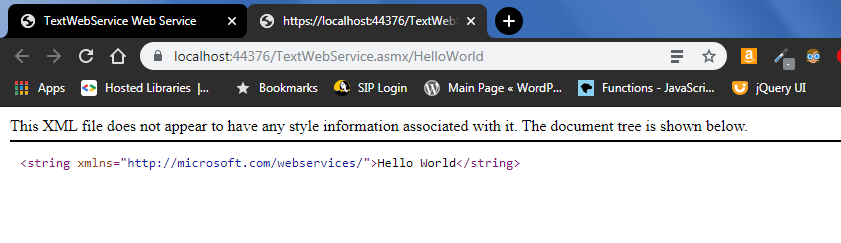 TextWebService Web Service
https://localhost:44376/TextWebS
localhost:44376/TextWebService.asmx/HelloWorld
Apps Hosted Libraries |... Bookmarks SIP Login Main Page « WordP... Functions - JavaScri... jQuery UI
This XML file does not appear to have any style information associated with it. The document tree is shown below.
<string xmlns="http://microsoft.com/webservices/">Hello World</string>